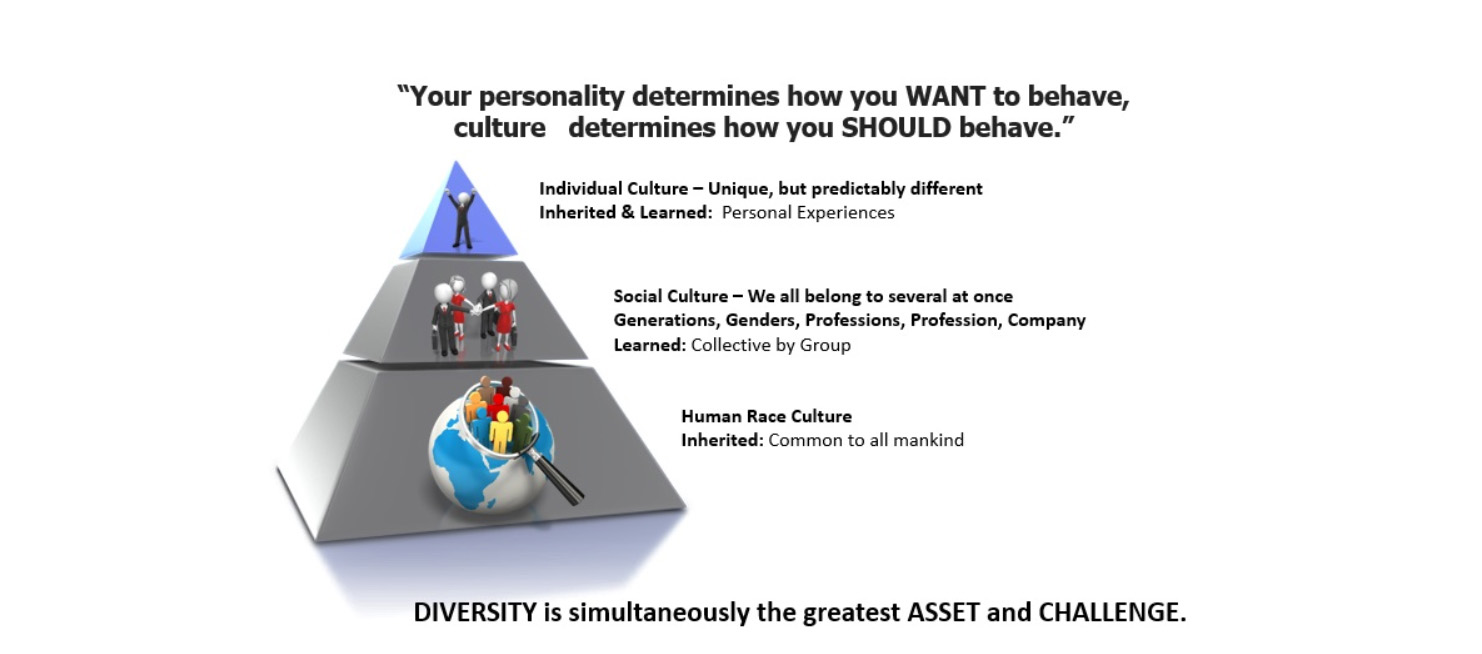 “Your personality determines how you WANT to behave,
culture determines how you SHOULD behave.”
Individual Culture – Unique, but predictably different
Inherited & Learned: Personal Experiences
Social Culture – We all belong to several at once
Generations, Genders, Professions, Profession, Company
Learned: Collective by Group
Human Race Culture
Inherited: Common to all mankind
DIVERSITY is simultaneously the greatest ASSET and CHALLENGE.